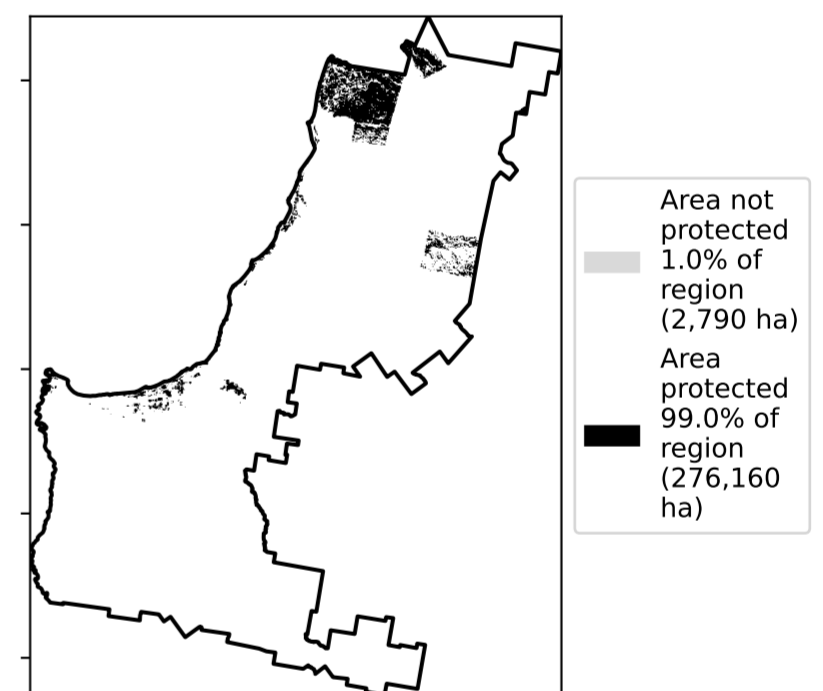 Area not
protected
1.0% of
region
(2,790 ha)
Area
protected
99.0% of
region
(276,160
ha)